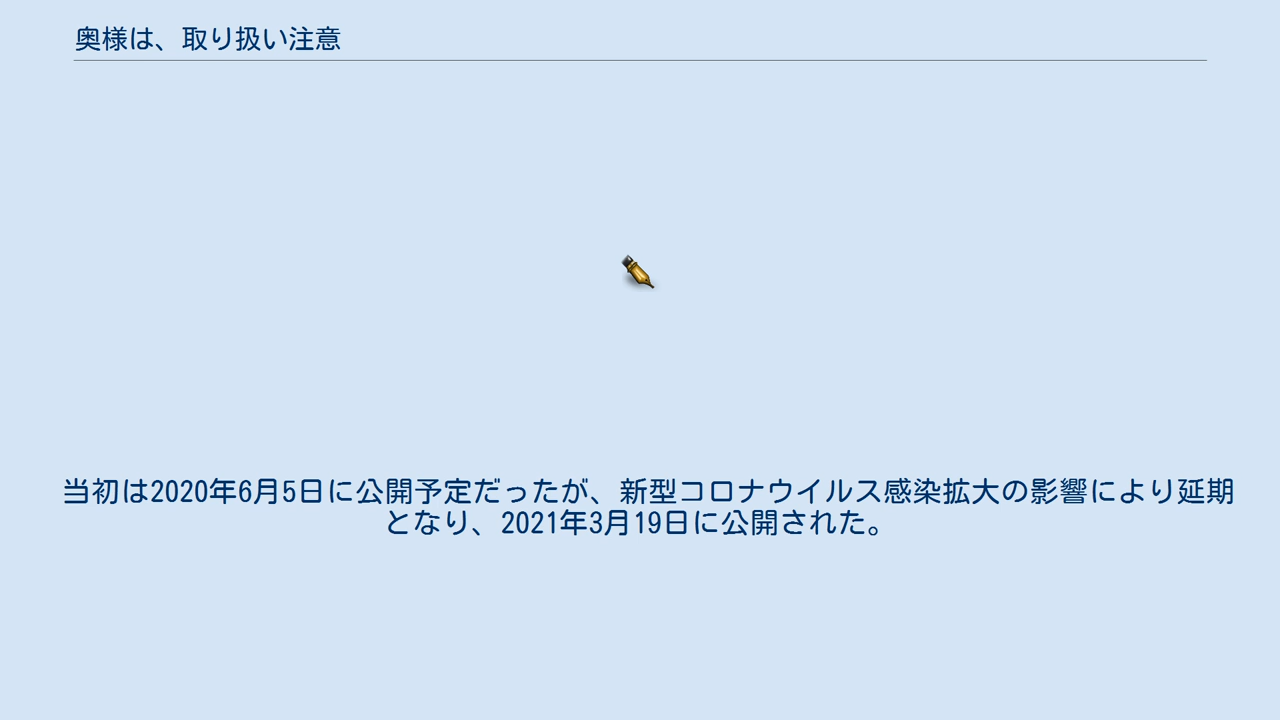 奥様は、取り扱い注意
当初は2020年6月5日に公開予定だったが、新型コロナウイルス感染拡大の影響により延期
となり、2021年3月19日に公開された。